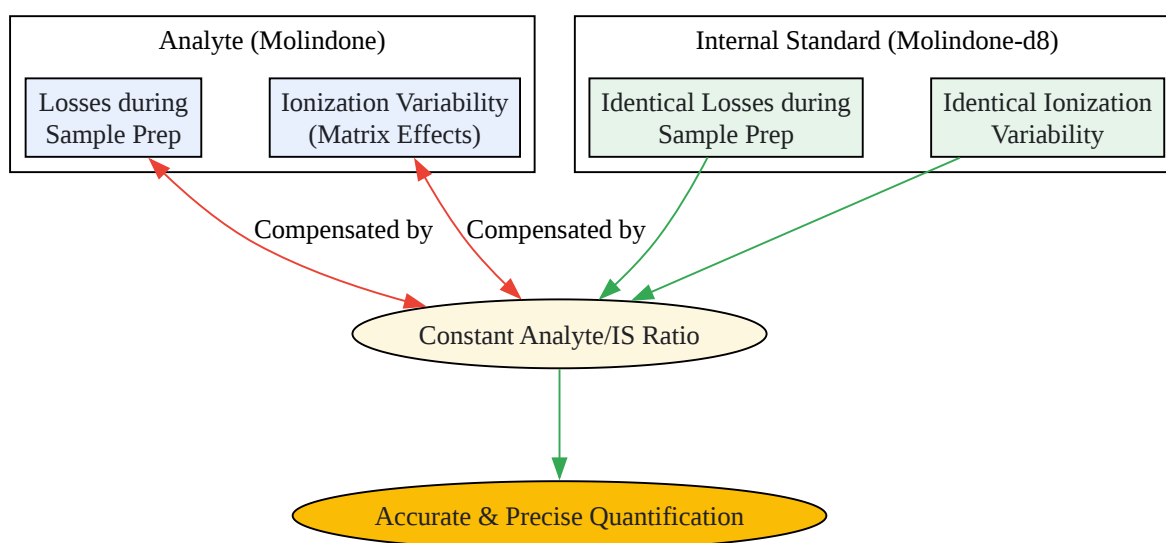 Analyte (Molindone)
Internal Standard (Molindone-d8)
Losses during
Sample Prep
Ionization Variability
(Matrix Effects)
Identical Losses during
Sample Prep
Identical Ionization
Variability
Compensated by
Compensated by
Constant Analyte/IS Ratio
Accurate & Precise Quantification